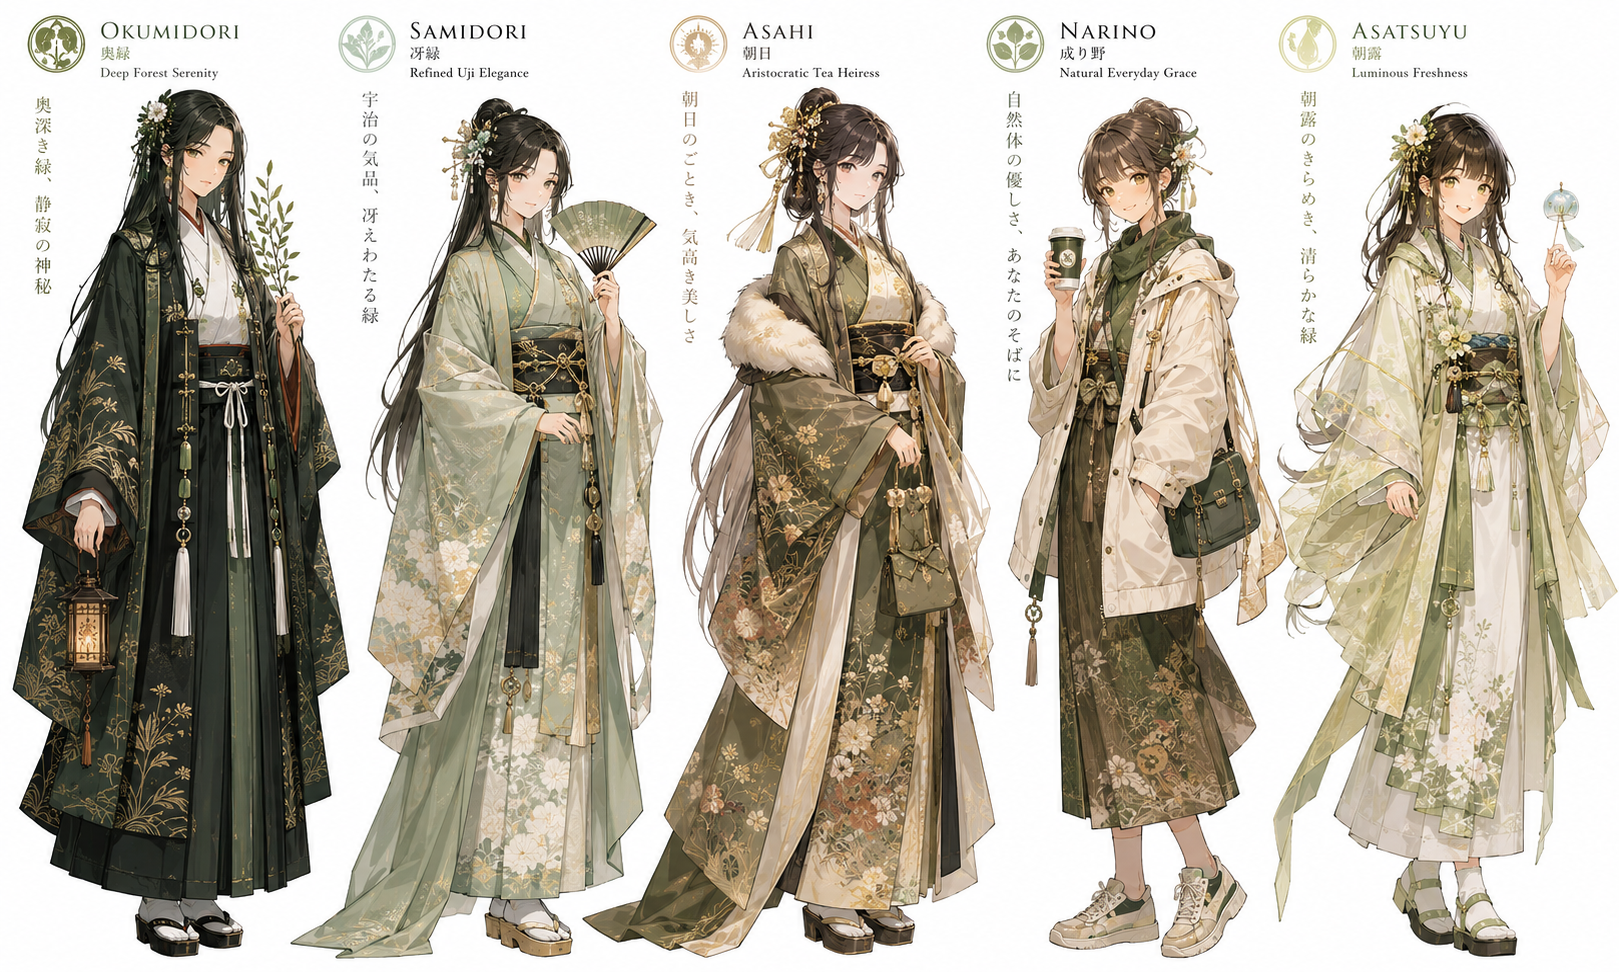 OKUMIDORI
奥緑
Deep Forest Serenity
奥深き緑、静寂の神秘
SAMIDORI
冴緑
Refined Uji Elegance
宇治の気品、冴えわたる緑
ASAHI
朝日
Aristocratic Tea Heiress
朝日のごとき、気高き美しさ
NARINO
成り野
Natural Everyday Grace
自然体の優しさ、あなたのそばに
ASATSUYU
朝露
Luminous Freshness
朝露のきらめき、清らかな緑